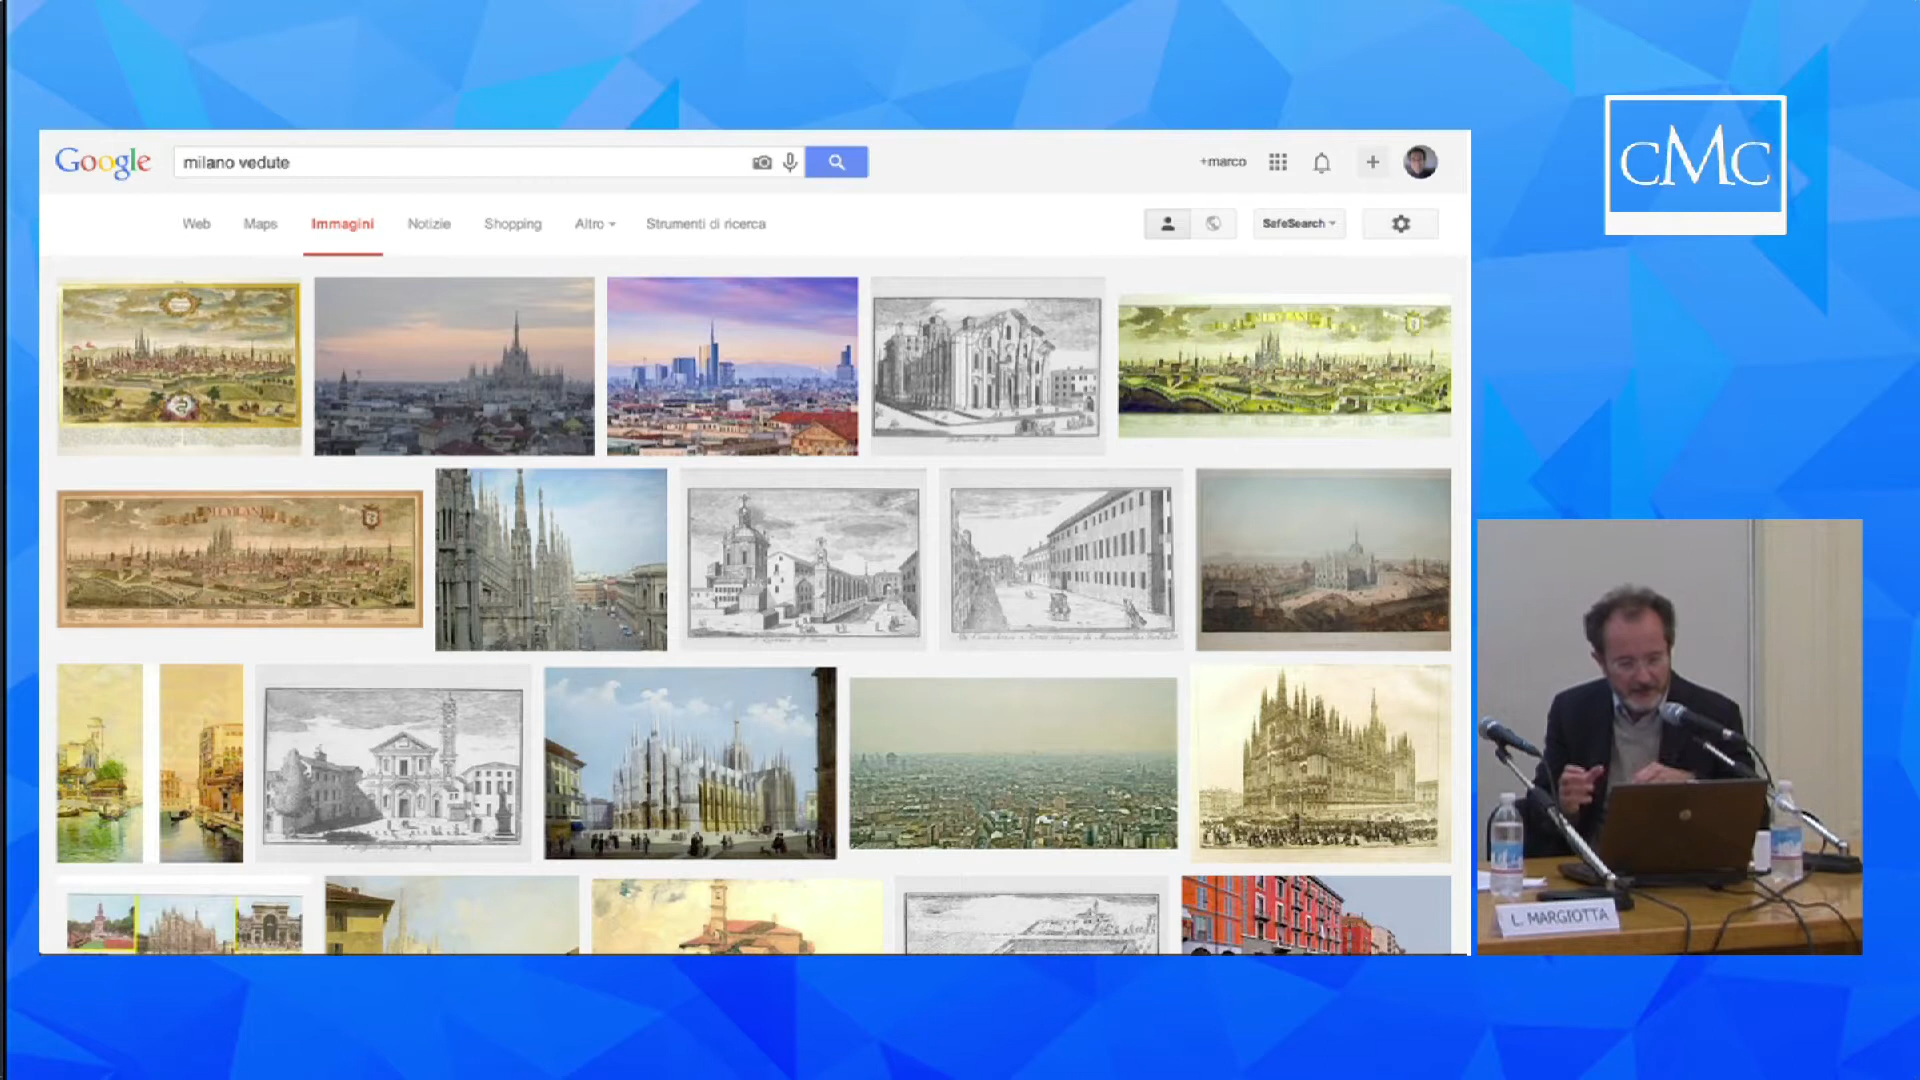 Google
milano vedute
+marco
Web Maps Immagini Notizie Shopping Altro Strumenti di ricerca
SafeSearch
CMC
L. MARGIOTTA